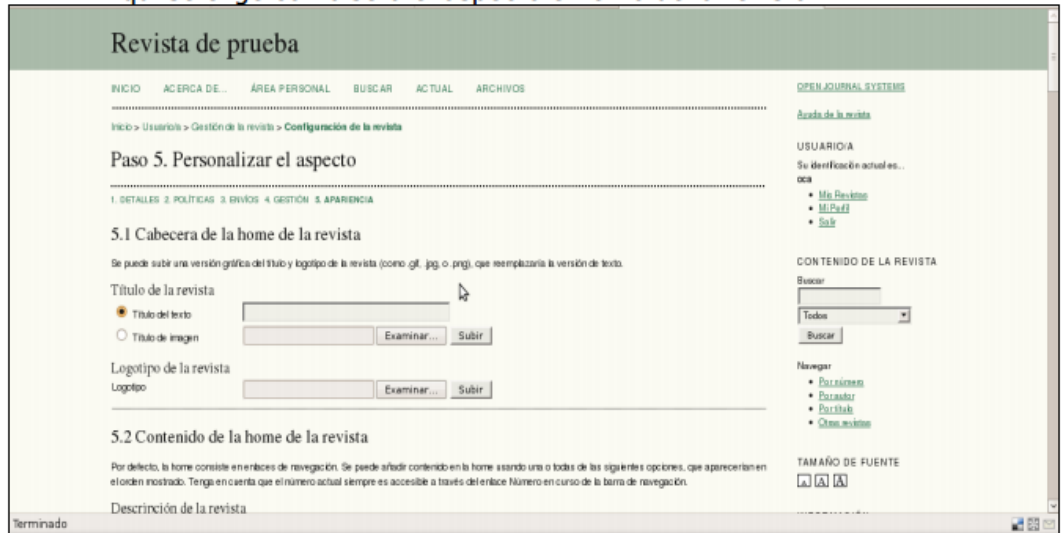 Revista de prueba
INICIO ACERCA DE... ÁREA PERSONAL BUSCAR ACTUAL ARCHIVOS
Inicio > Usuario/a > Gestión de la revista > Configuración de la revista
Paso 5. Personalizar el aspecto
1. DETALLES 2. POLÍTICAS 3. ENVÍOS 4. GESTIÓN 5. APARIENCIA
5.1 Cabecera de la home de la revista
Se puede subir una versión gráfica del título y logotipo de la revista (como .gif, .jpg, o .png), que reemplazaría la versión de texto.
Título de la revista
Título del texto
Título de imagen Examinar... Subir
Logotipo de la revista
Logotipo Examinar... Subir
5.2 Contenido de la home de la revista
Por defecto, la home consiste en enlaces de navegación. Se puede añadir contenido en la home usando una o todas de las siguientes opciones, que aparecerían en
el orden mostrado. Tenga en cuenta que el número actual siempre es accesible a través del enlace Número en curso de la barra de navegación.
Descripción de la revista
OPEN JOURNAL SYSTEMS
Ayuda de la revista
USUARIO/A
Su identificación actual es...
oca
Mis Revistas
Mi Perfil
Salir
CONTENIDO DE LA REVISTA
Buscar
Todos
Buscar
Navegar
Por número
Por autor
Por título
Otras revistas
TAMAÑO DE FUENTE
A A A
Terminado